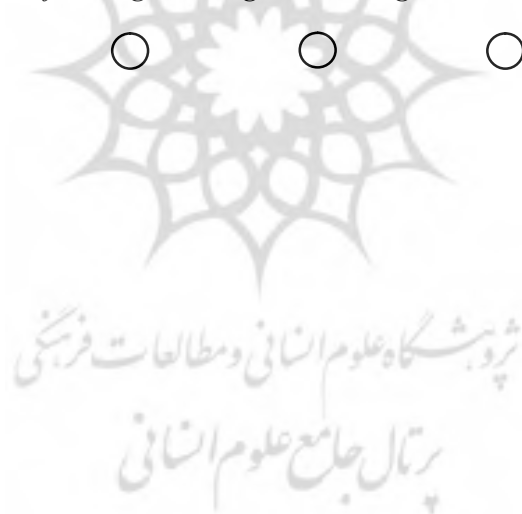 پژوهشگاه علوم انسانی و مطالعات فرهنگی
پرتال جامع علوم انسانی